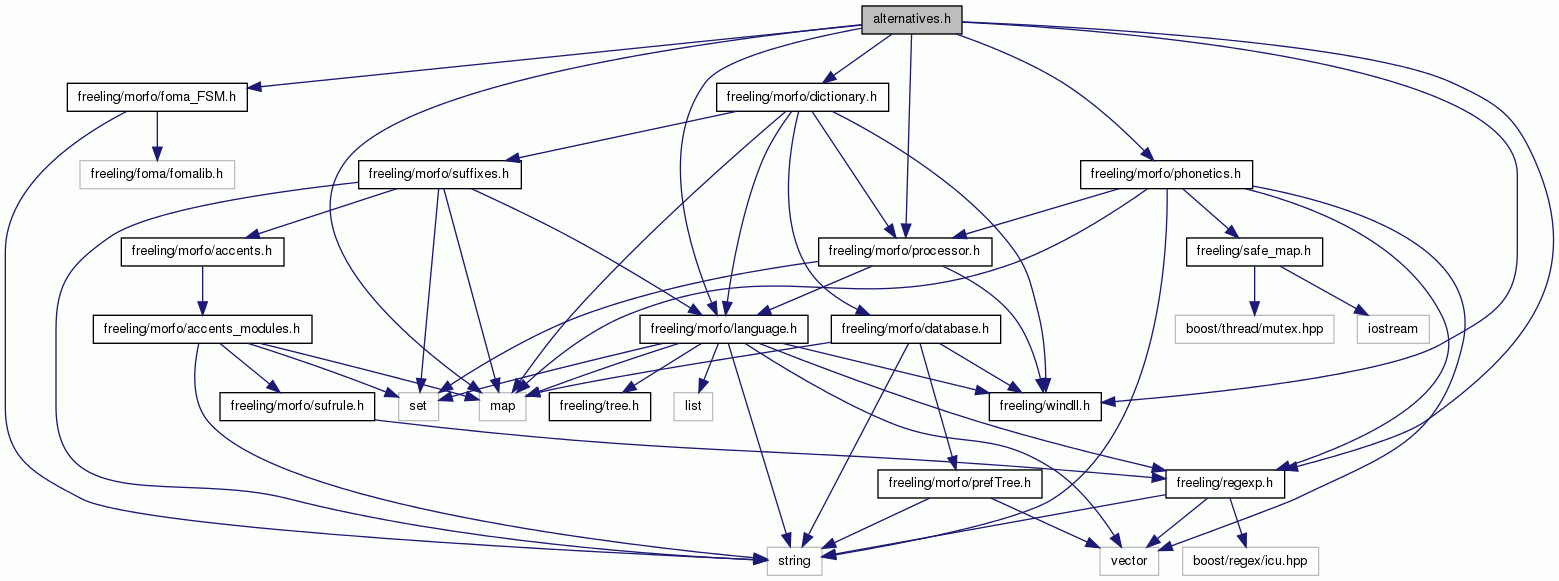 alternatives.h
freeling/morfo/foma_FSM.h
freeling/morfo/dictionary.h
freeling/foma/fomalib.h
freeling/morfo/suffixes.h
freeling/morfo/phonetics.h
freeling/morfo/accents.h
freeling/morfo/processor.h
freeling/safe_map.h
freeling/morfo/accents_modules.h
freeling/morfo/language.h
freeling/morfo/database.h
boost/thread/mutex.hpp
iostream
freeling/morfo/sufrule.h
set
map
freeling/tree.h
list
freeling/windll.h
freeling/morfo/prefTree.h
freeling/regexp.h
string
vector
boost/regex/icu.hpp